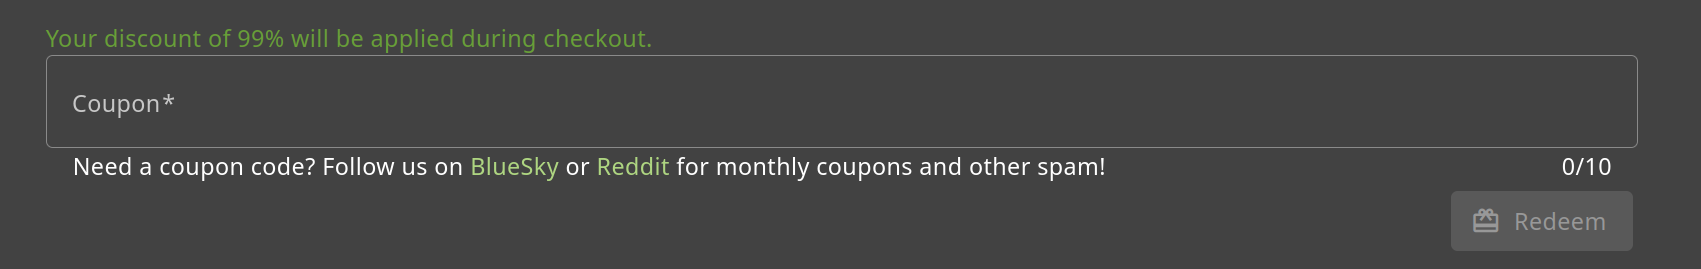 Your discount of 99% will be applied during checkout.
Coupon*
Need a coupon code? Follow us on BlueSky or Reddit for monthly coupons and other spam!
0/10
Redeem